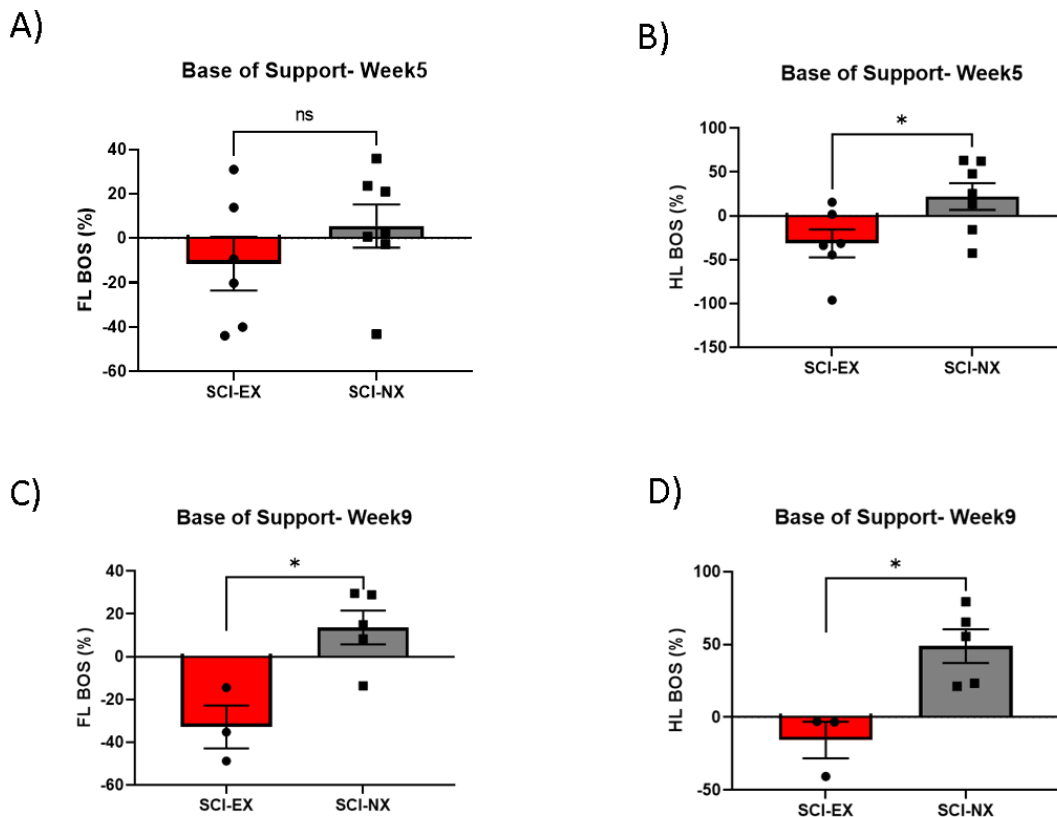 A)
Base of Support- Week5
ns
40
20
0
-20
-40
-60
FL BOS (%)
SCI-EX
SCI-NX
B)
Base of Support- Week5
*
100
50
0
-50
-100
-150
HL BOS (%)
SCI-EX
SCI-NX
C)
Base of Support- Week9
*
40
20
0
-20
-40
-60
FL BOS (%)
SCI-EX
SCI-NX
D)
Base of Support- Week9
*
100
50
0
-50
HL BOS (%)
SCI-EX
SCI-NX